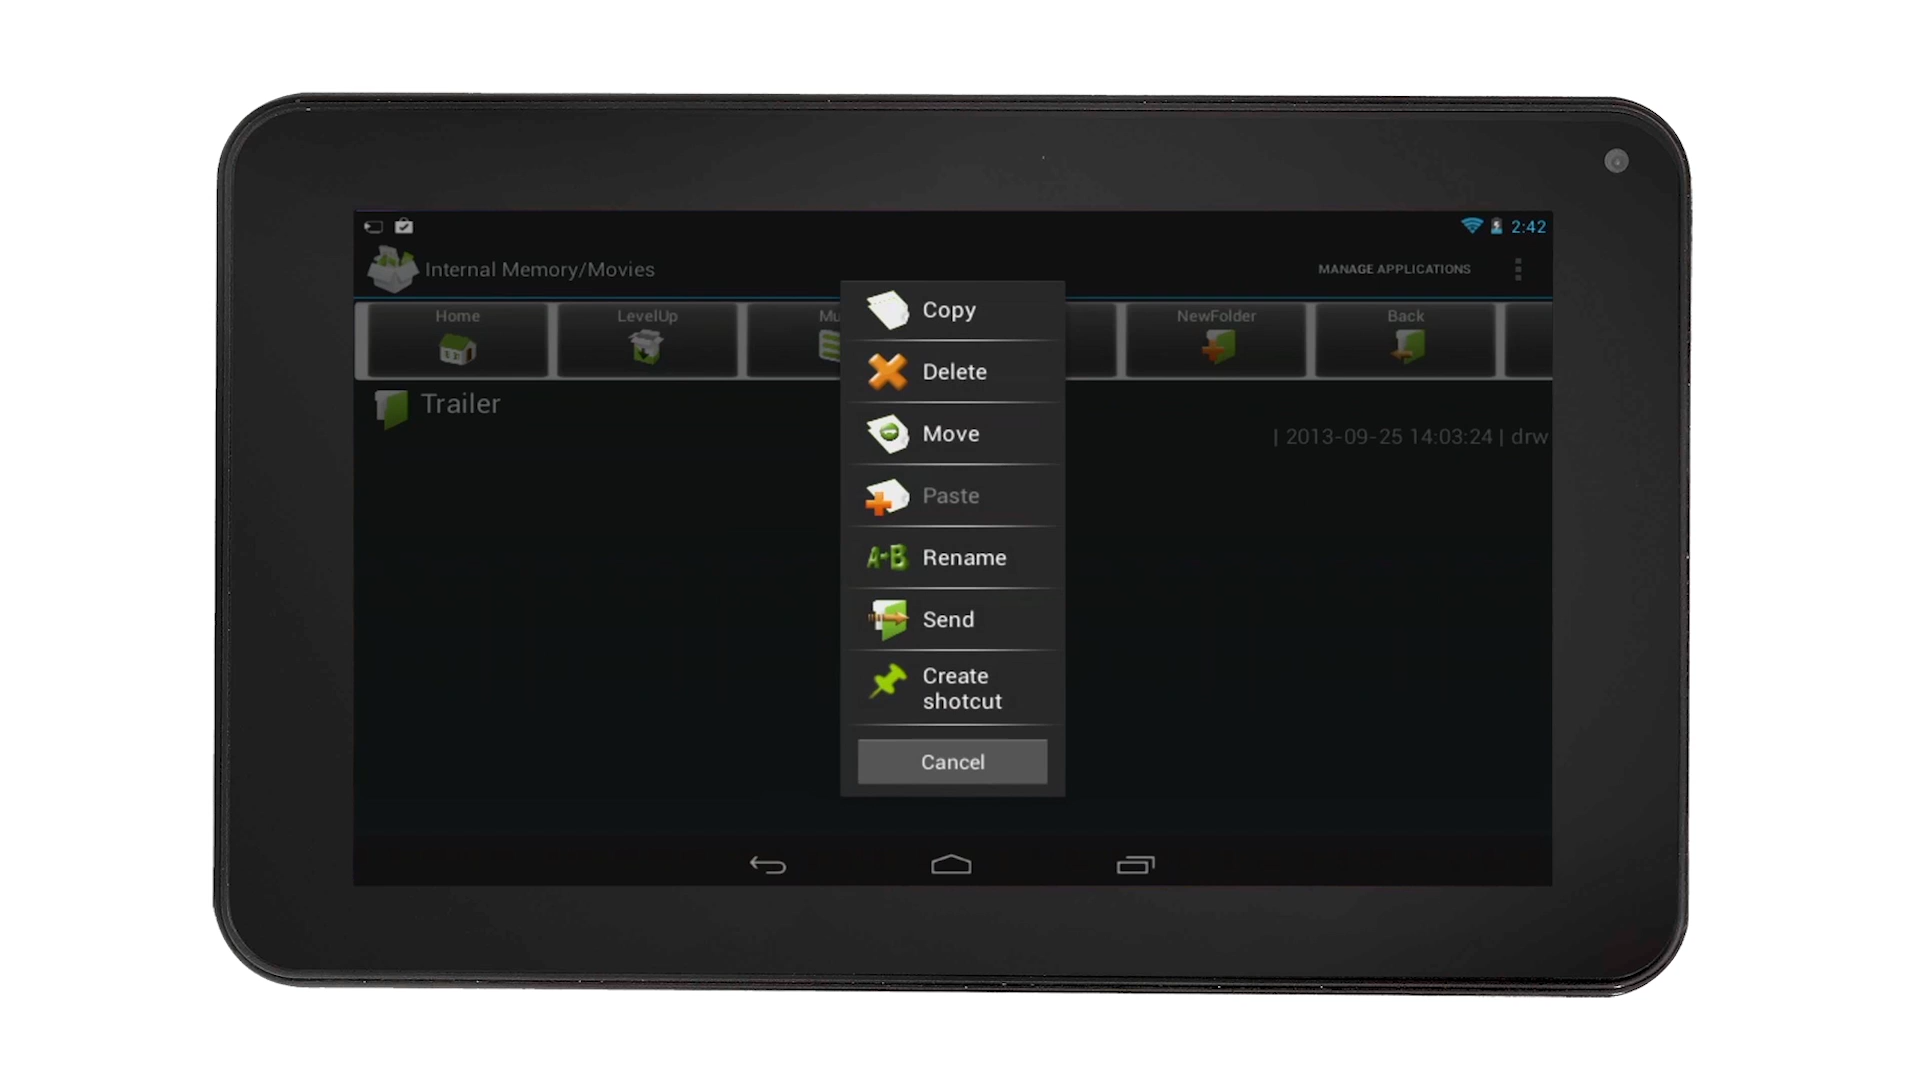 2:42
Internal Memory/Movies
MANAGE APPLICATIONS
Home
LevelUp
Mu
NewFolder
Back
Trailer
| 2013-09-25 14:03:24 | drw
Copy
Delete
Move
Paste
A-B Rename
Send
Create
shotcut
Cancel